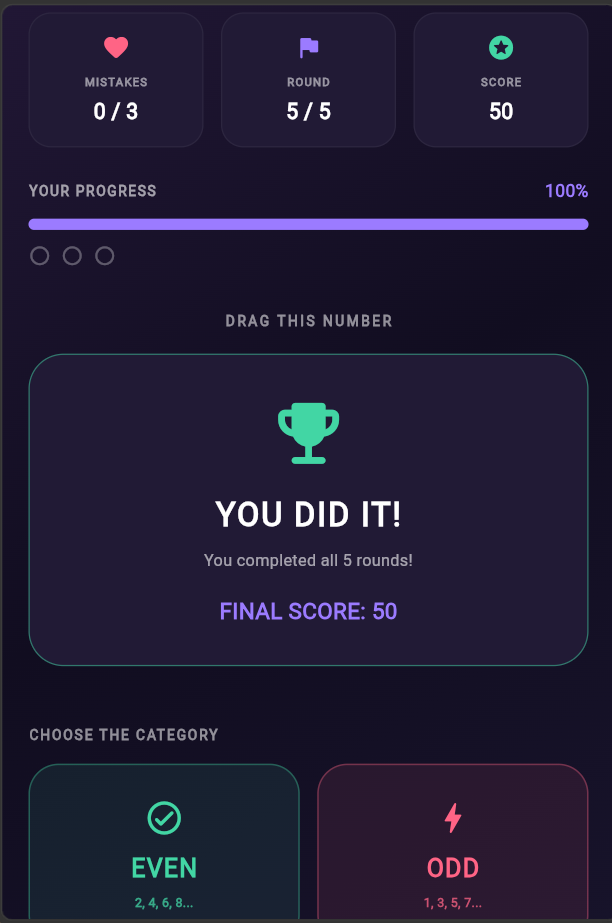 MISTAKES
0 / 3
ROUND
5 / 5
SCORE
50
YOUR PROGRESS
100%
DRAG THIS NUMBER
YOU DID IT!
You completed all 5 rounds!
FINAL SCORE: 50
CHOOSE THE CATEGORY
EVEN
2, 4, 6, 8...
ODD
1, 3, 5, 7...